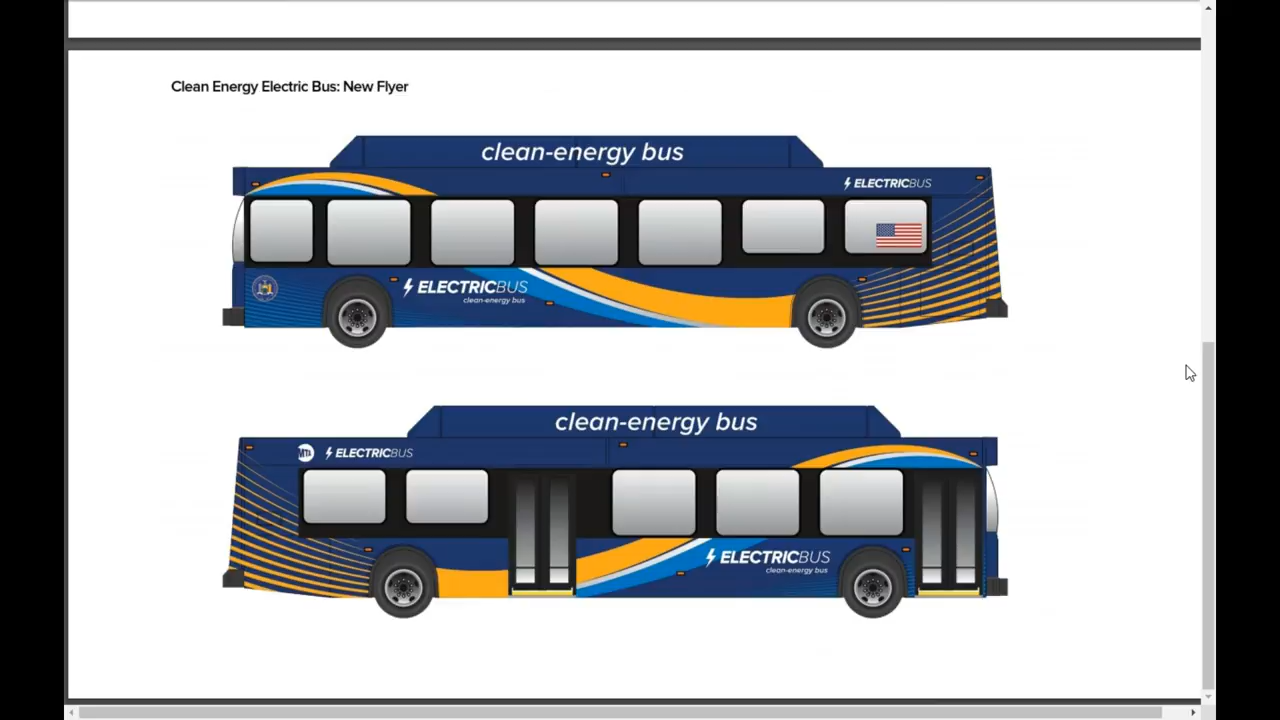 Clean Energy Electric Bus: New Flyer
clean-energy bus
ELECTRICBUS
ELECTRICBUS
clean-energy bus
clean-energy bus
MTA ELECTRICBUS
ELECTRICBUS
clean-energy bus